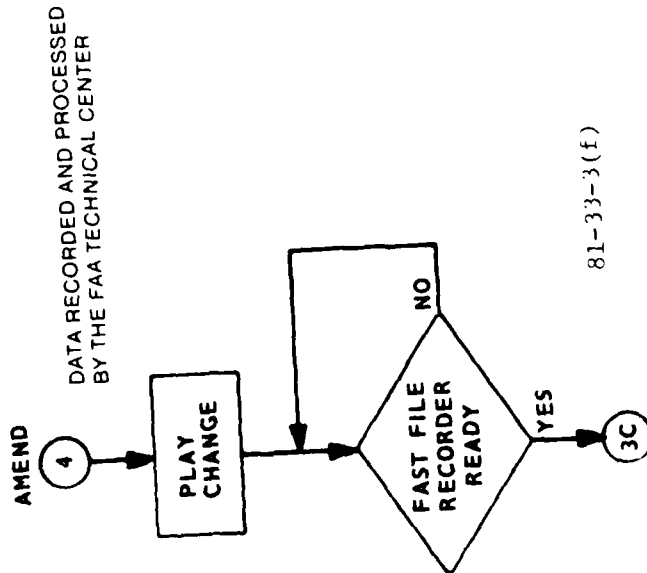 DATA RECORDED AND PROCESSED
BY THE FAA TECHNICAL CENTER
AMEND
4
PLAY
CHANGE
FAST FILE
RECORDER
READY
NO
YES
3C
81-33-3(f)